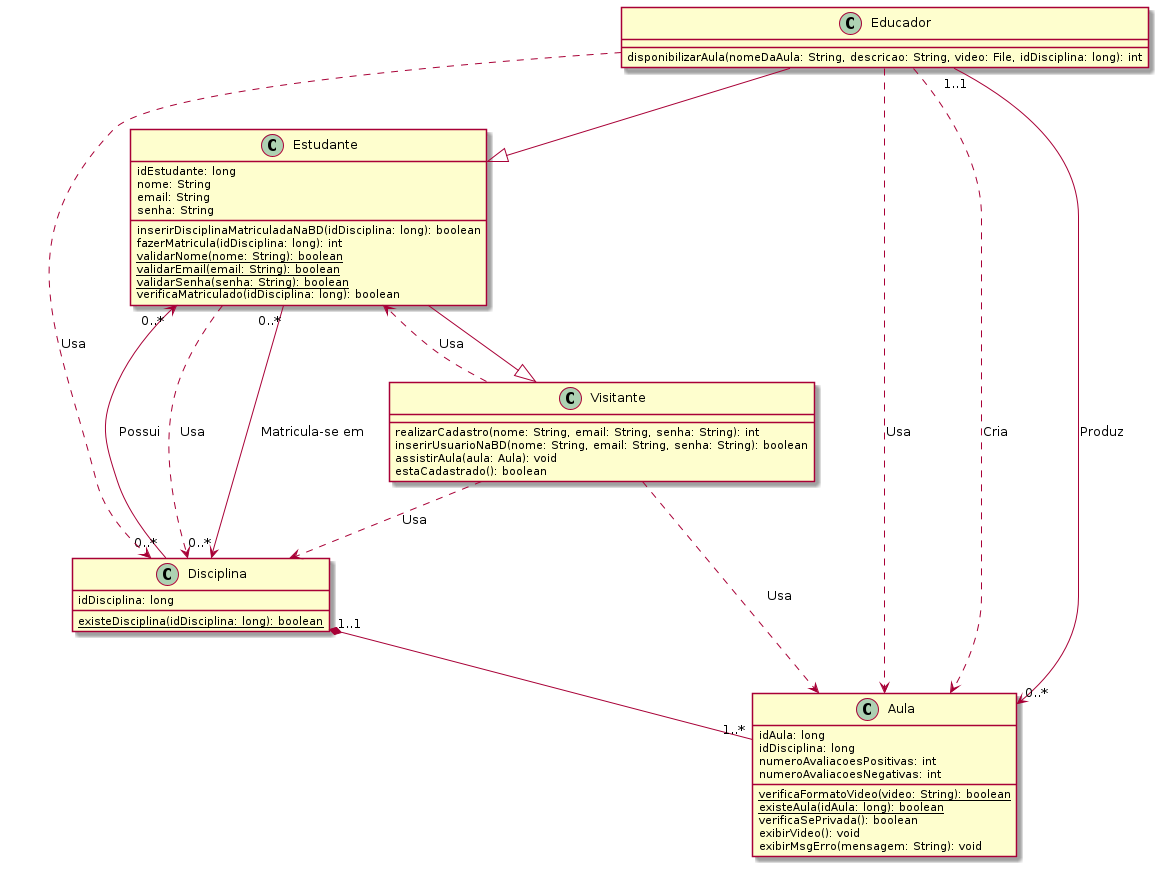 C Educador
disponibilizarAula(nomeDaAula: String, descricao: String, video: File, idDisciplina: long): int
1..1
C Estudante
idEstudante: long
nome: String
email: String
senha: String
inserirDisciplinaMatriculadaNaBD(idDisciplina: long): boolean
fazerMatricula(idDisciplina: long): int
validarNome(nome: String): boolean
validarEmail(email: String): boolean
validarSenha(senha: String): boolean
verificaMatriculado(idDisciplina: long): boolean
0..*
0..*
Usa
Usa
C Visitante
realizarCadastro(nome: String, email: String, senha: String): int
inserirUsuarioNaBD(nome: String, email: String, senha: String): boolean
assistirAula(aula: Aula): void
estaCadastrado(): boolean
Possui
Usa
Matricula-se em
Usa
Cria
Produz
Usa
0..*
0..*
C Disciplina
idDisciplina: long
existeDisciplina(idDisciplina: long): boolean
1..1
Usa
0..*
1..*
C Aula
idAula: long
idDisciplina: long
numeroAvaliacoesPositivas: int
numeroAvaliacoesNegativas: int
verificaFormatoVideo(video: String): boolean
existeAula(idAula: long): boolean
verificaSePrivada(): boolean
exibirVideo(): void
exibirMsgErro(mensagem: String): void